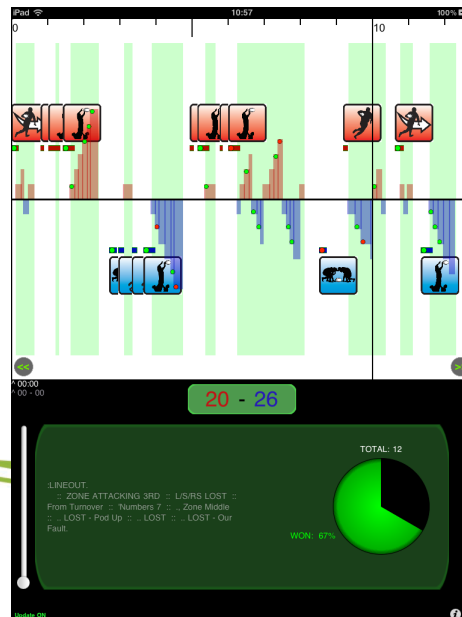 iPad 10:57 100%
0 10
<< >
^ 00:00
^ 00 - 00
20 - 26
TOTAL: 12
:LINEOUT.
:: ZONE ATTACKING 3RD :: L/S/RS LOST ::
From Turnover :: 'Numbers 7 :: .. Zone Middle
:: .. LOST - Pod Up :: .. LOST :: .. LOST - Our
Fault.
WON: 67%
Update ON
i